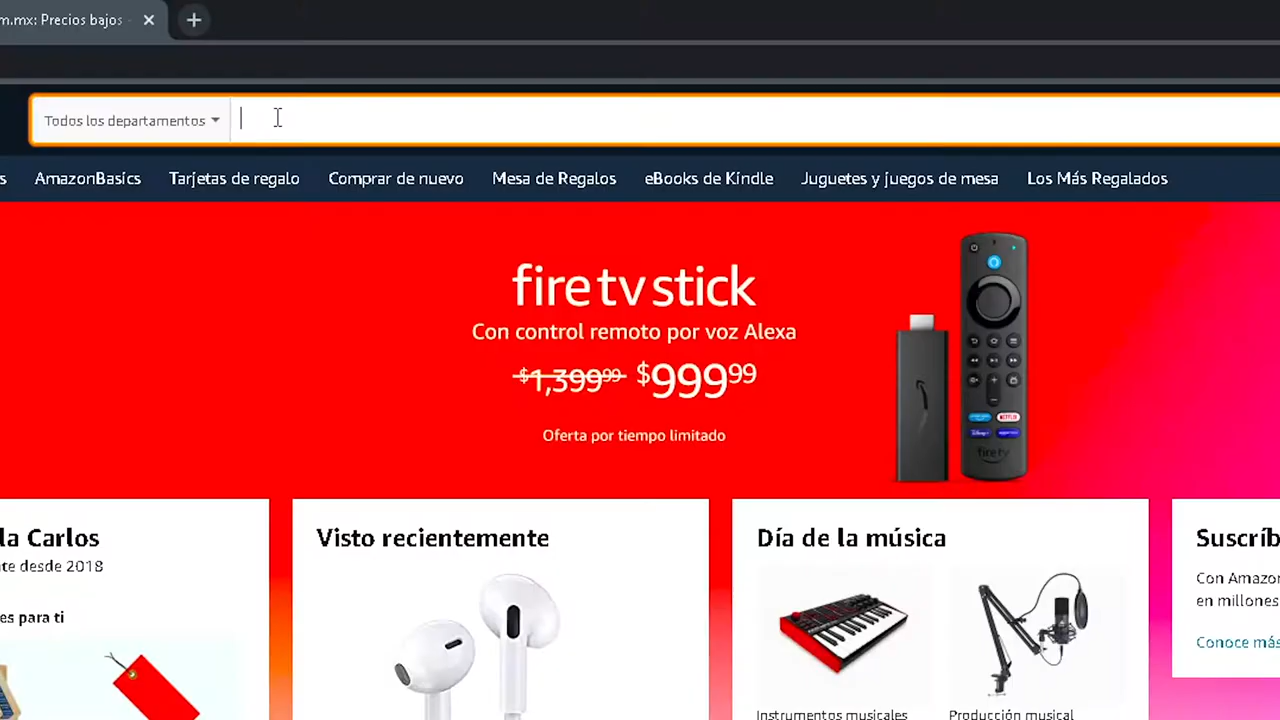 m.mx: Precios bajos
Todos los departamentos
s AmazonBasics Tarjetas de regalo Comprar de nuevo Mesa de Regalos eBooks de Kindle Juguetes y juegos de mesa Los Más Regalados
fire tv stick
Con control remoto por voz Alexa
$1,399.99 $999.99
Oferta por tiempo limitado
fire tv
la Carlos
te desde 2018
es para ti
Visto recientemente
Día de la música
Instrumentos musicales Producción musical
Suscríb
Con Amazon
en millones
Conoce más